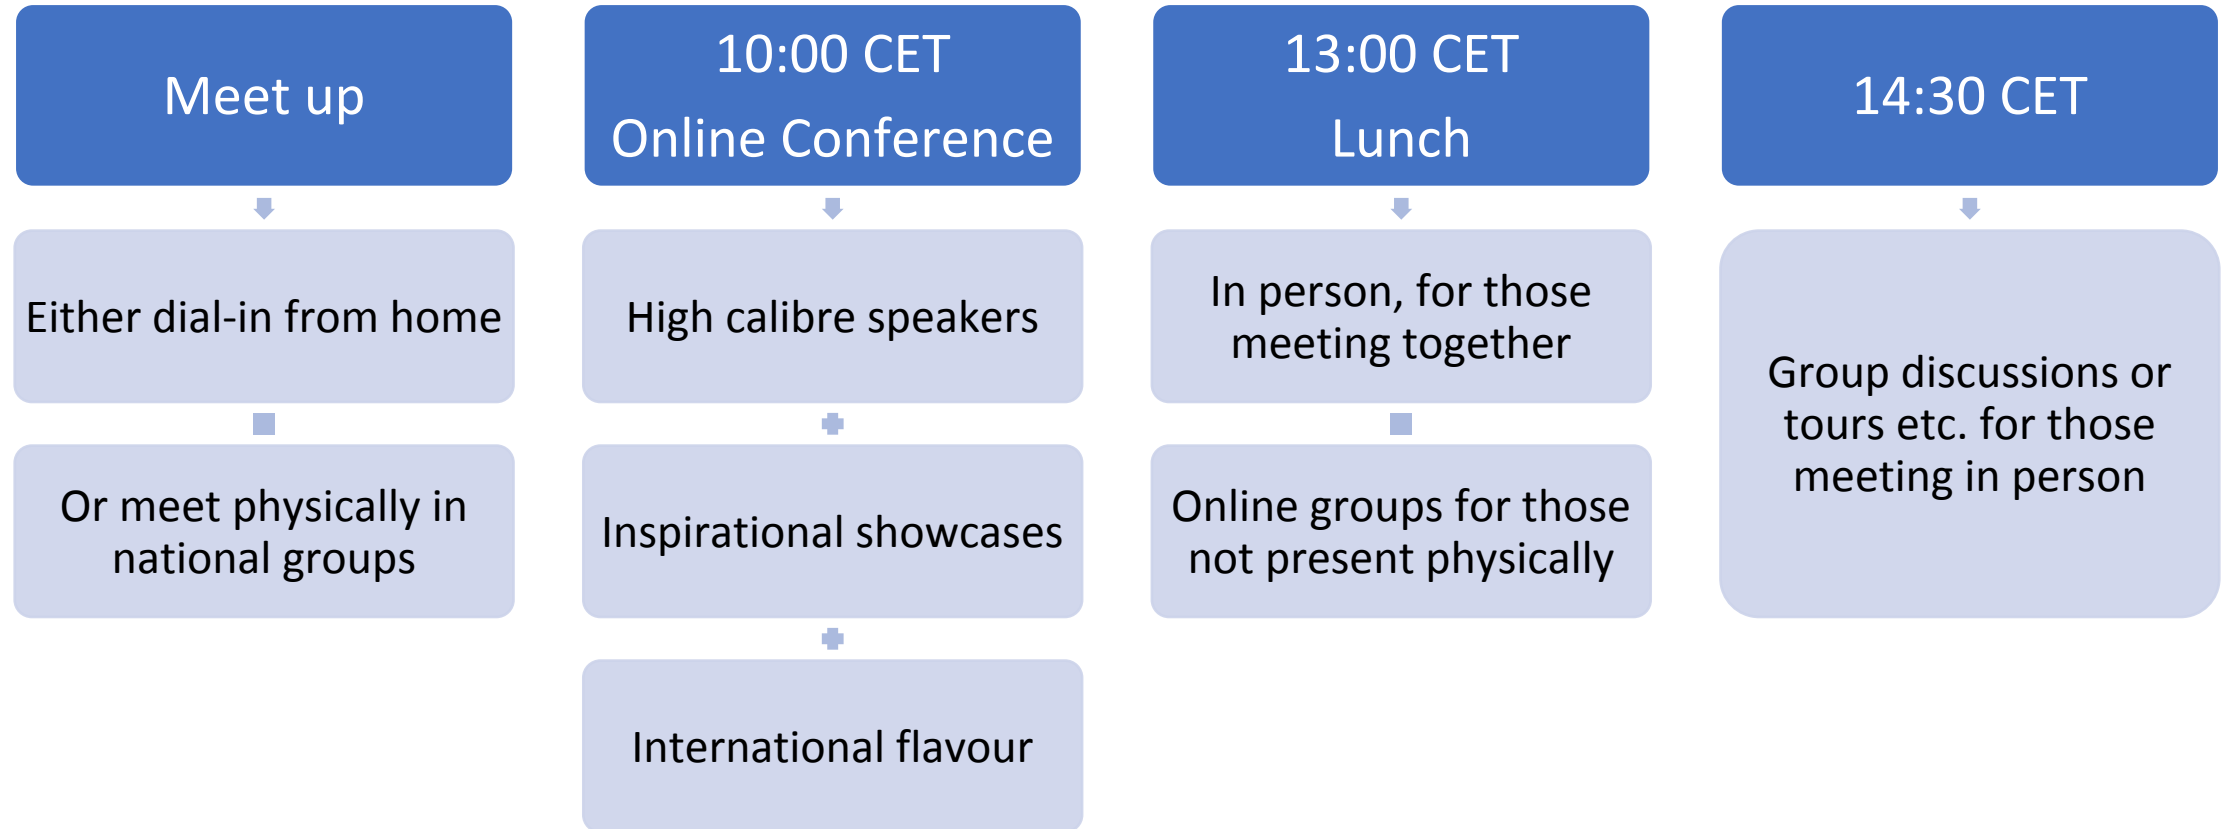 Meet up
Either dial-in from home
Or meet physically in
national groups
10:00 CET
Online Conference
High calibre speakers
Inspirational showcases
International flavour
13:00 CET
Lunch
In person, for those
meeting together
Online groups for those
not present physically
14:30 CET
Group discussions or
tours etc. for those
meeting in person